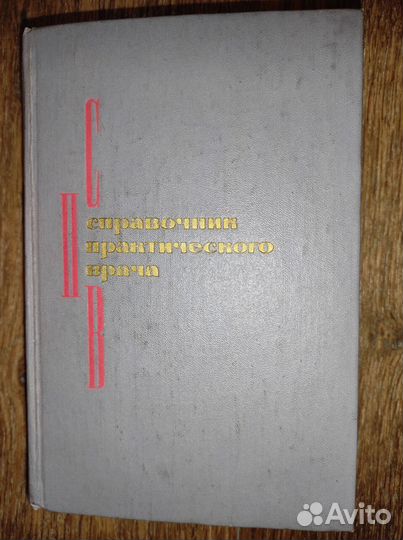 С
П
В
справочник
практического
врача
Avito